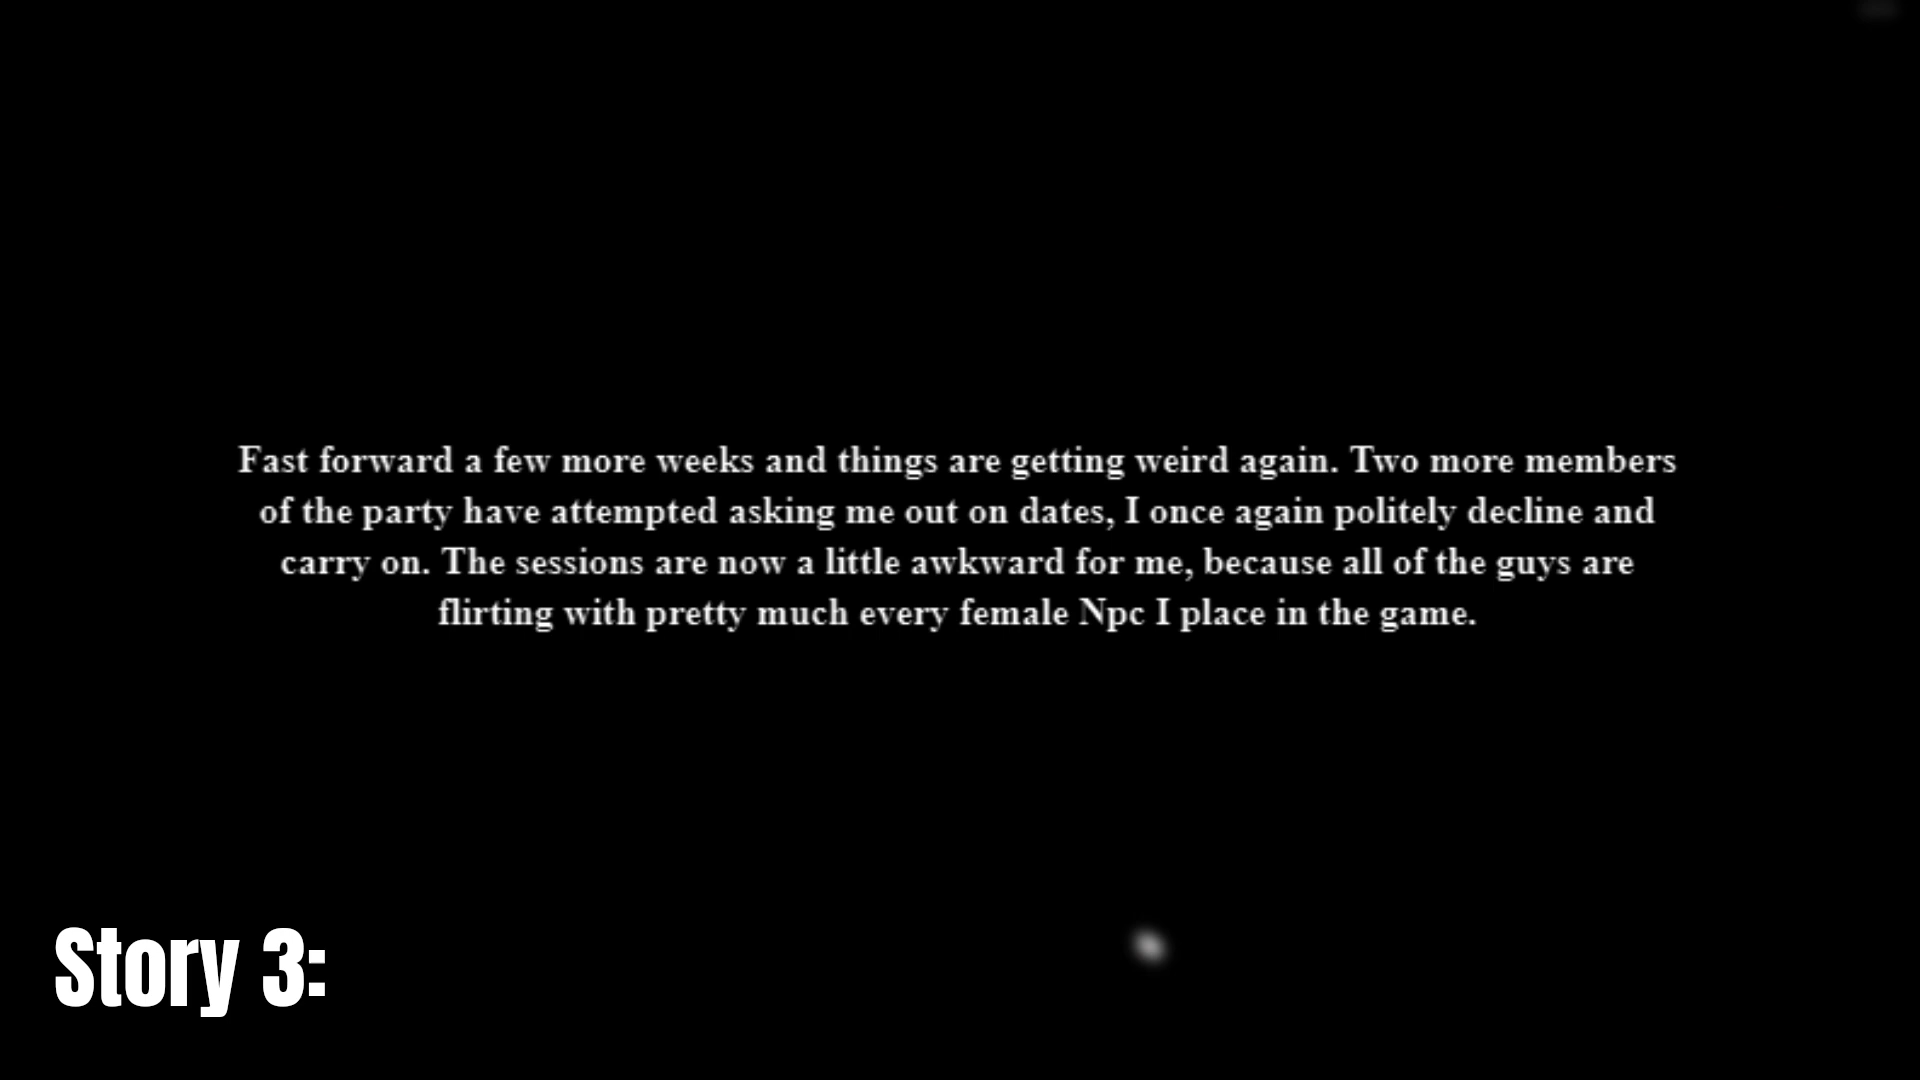 Fast forward a few more weeks and things are getting weird again. Two more members
of the party have attempted asking me out on dates, I once again politely decline and
carry on. The sessions are now a little awkward for me, because all of the guys are
flirting with pretty much every female Npc I place in the game.
Story 3: